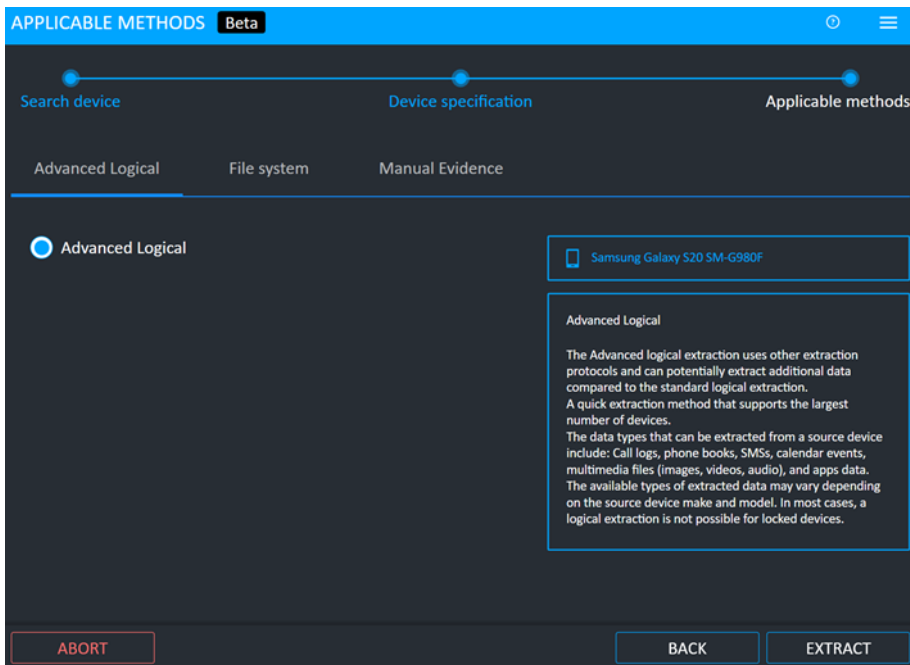 APPLICABLE METHODS Beta
Search device Device specification Applicable methods
Advanced Logical File system Manual Evidence
Advanced Logical
Samsung Galaxy S20 SM-G980F
Advanced Logical
The Advanced logical extraction uses other extraction
protocols and can potentially extract additional data
compared to the standard logical extraction.
A quick extraction method that supports the largest
number of devices.
The data types that can be extracted from a source device
include: Call logs, phone books, SMSs, calendar events,
multimedia files (images, videos, audio), and apps data.
The available types of extracted data may vary depending
on the source device make and model. In most cases, a
logical extraction is not possible for locked devices.
ABORT BACK EXTRACT